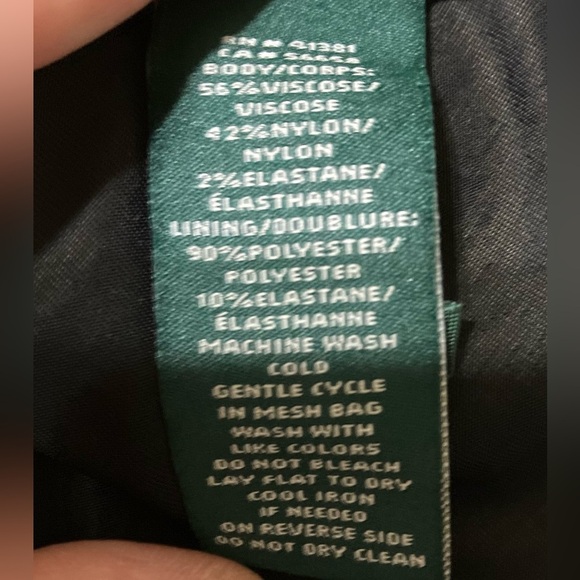 RN # 41381
CA # 56654
BODY/CORPS:
56%VISCOSE/
VISCOSE
42%NYLON/
NYLON
2%ELASTANE/
ÉLASTHANNE
LINING/DOUBLURE:
90%POLYESTER/
POLYESTER
10%ELASTANE/
ÉLASTHANNE
MACHINE WASH
COLD
GENTLE CYCLE
IN MESH BAG
WASH WITH
LIKE COLORS
DO NOT BLEACH
LAY FLAT TO DRY
COOL IRON
IF NEEDED
ON REVERSE SIDE
DO NOT DRY CLEAN